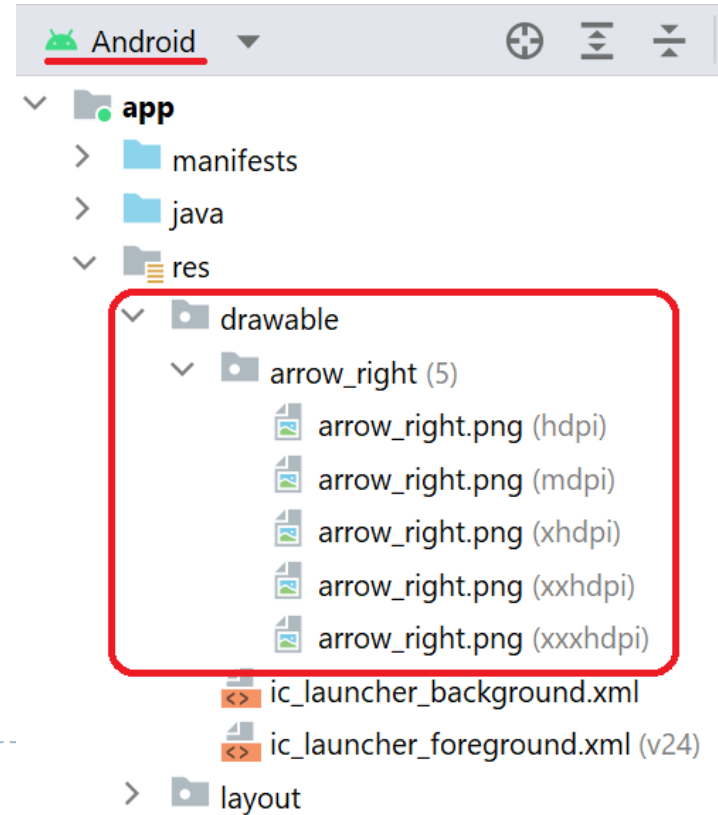 Android
app
manifests
java
res
drawable
arrow_right (5)
arrow_right.png (hdpi)
arrow_right.png (mdpi)
arrow_right.png (xhdpi)
arrow_right.png (xxhdpi)
arrow_right.png (xxxhdpi)
ic_launcher_background.xml
ic_launcher_foreground.xml (v24)
layout